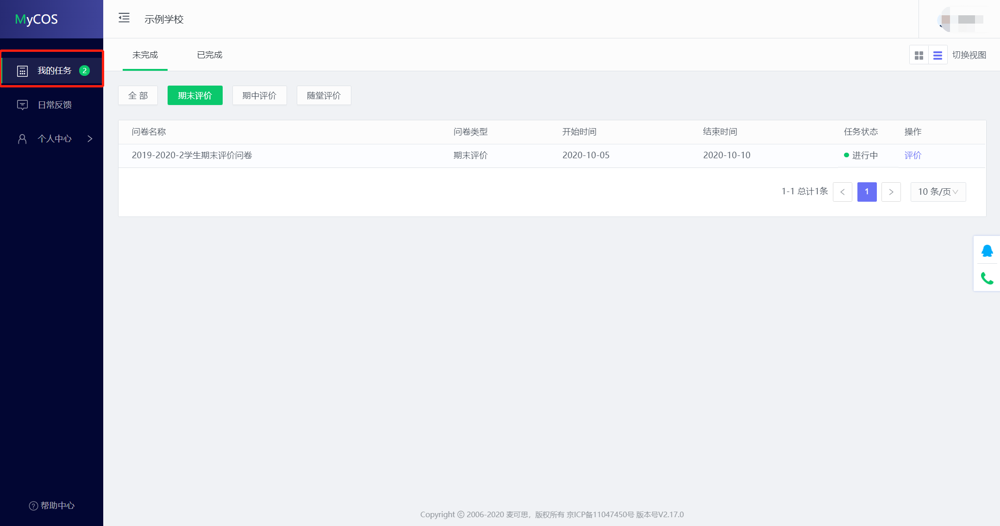 MyCOS
示例学校
我的任务 2
日常反馈
个人中心
帮助中心
未完成 已完成
切换视图
全 部 期末评价 期中评价 随堂评价
问卷名称 问卷类型 开始时间 结束时间 任务状态 操作
2019-2020-2学生期末评价问卷 期末评价 2020-10-05 2020-10-10 进行中 评价
1-1 总计1条 < 1 > 10 条/页
Copyright © 2006-2020 麦可思，版权所有 京ICP备11047450号 版本号V2.17.0